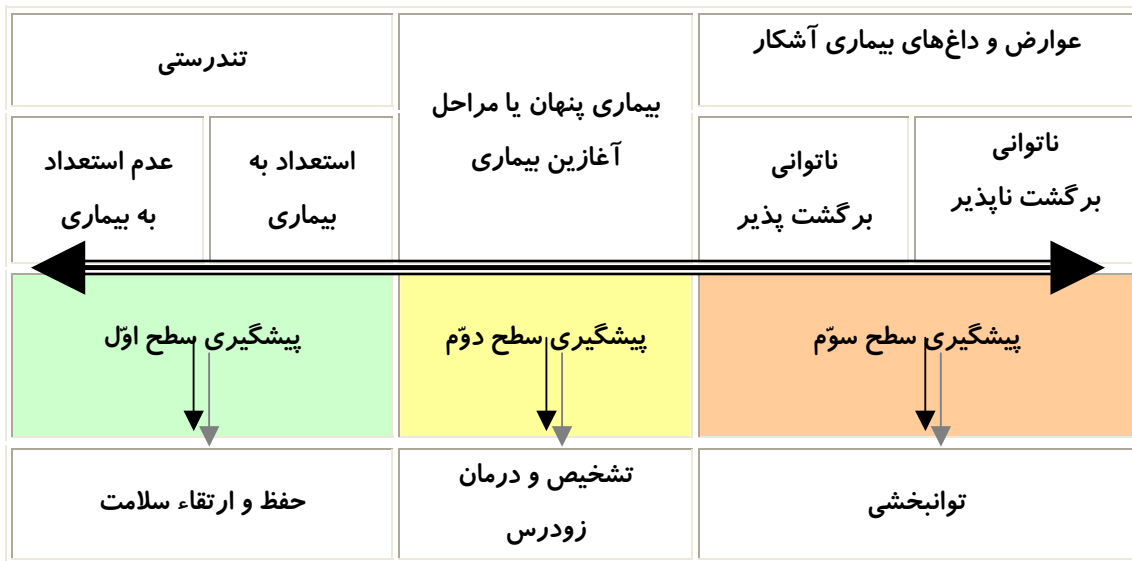 عوارض و داغ‌های بیماری آشکار
بیماری پنهان یا مراحل
آغازین بیماری
تندرستی
ناتوانی
برگشت ناپذیر
ناتوانی
برگشت پذیر
استعداد به
بیماری
عدم استعداد
به بیماری
پیشگیری سطح سوّم
پیشگیری سطح دوّم
پیشگیری سطح اوّل
توانبخشی
تشخیص و درمان
زودرس
حفظ و ارتقاء سلامت